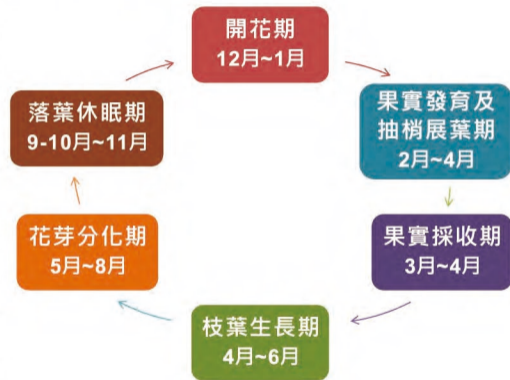 開花期
12月~1月
果實發育及
抽梢展葉期
2月~4月
果實採收期
3月~4月
枝葉生長期
4月~6月
花芽分化期
5月~8月
落葉休眠期
9-10月~11月